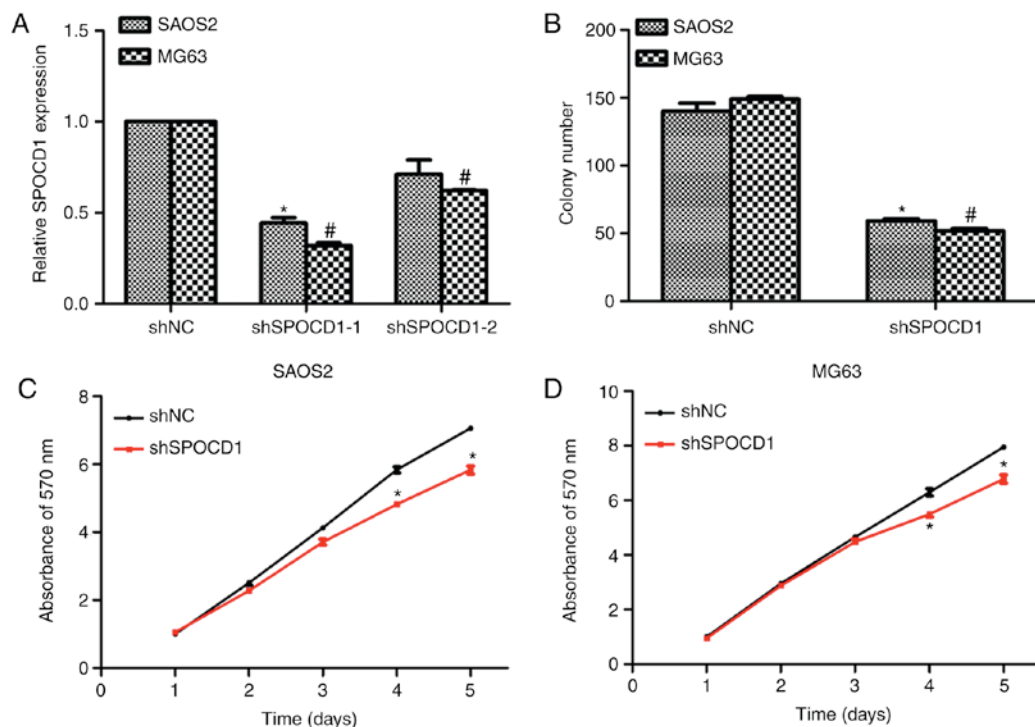 A
SAOS2
MG63
Relative SPOCD1 expression
1.5
1.0
0.5
0.0
*
#
#
shNC
shSPOCD1-1
shSPOCD1-2
B
SAOS2
MG63
Colony number
200
150
100
50
0
*
#
shNC
shSPOCD1
C
SAOS2
shNC
shSPOCD1
Absorbance of 570 nm
8
6
4
2
0
*
*
0 1 2 3 4 5
Time (days)
D
MG63
shNC
shSPOCD1
Absorbance of 570 nm
10
8
6
4
2
0
*
*
0 1 2 3 4 5
Time (days)